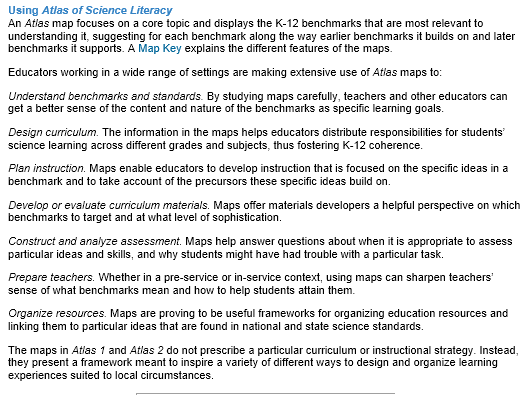 Using Atlas of Science Literacy
An Atlas map focuses on a core topic and displays the K-12 benchmarks that are most relevant to
understanding it, suggesting for each benchmark along the way earlier benchmarks it builds on and later
benchmarks it supports. A Map Key explains the different features of the maps.
Educators working in a wide range of settings are making extensive use of Atlas maps to:
Understand benchmarks and standards. By studying maps carefully, teachers and other educators can
get a better sense of the content and nature of the benchmarks as specific learning goals.
Design curriculum. The information in the maps helps educators distribute responsibilities for students'
science learning across different grades and subjects, thus fostering K-12 coherence.
Plan instruction. Maps enable educators to develop instruction that is focused on the specific ideas in a
benchmark and to take account of the precursors these specific ideas build on.
Develop or evaluate curriculum materials. Maps offer materials developers a helpful perspective on which
benchmarks to target and at what level of sophistication.
Construct and analyze assessment. Maps help answer questions about when it is appropriate to assess
particular ideas and skills, and why students might have had trouble with a particular task.
Prepare teachers. Whether in a pre-service or in-service context, using maps can sharpen teachers'
sense of what benchmarks mean and how to help students attain them.
Organize resources. Maps are proving to be useful frameworks for organizing education resources and
linking them to particular ideas that are found in national and state science standards.
The maps in Atlas 1 and Atlas 2 do not prescribe a particular curriculum or instructional strategy. Instead,
they present a framework meant to inspire a variety of different ways to design and organize learning
experiences suited to local circumstances.